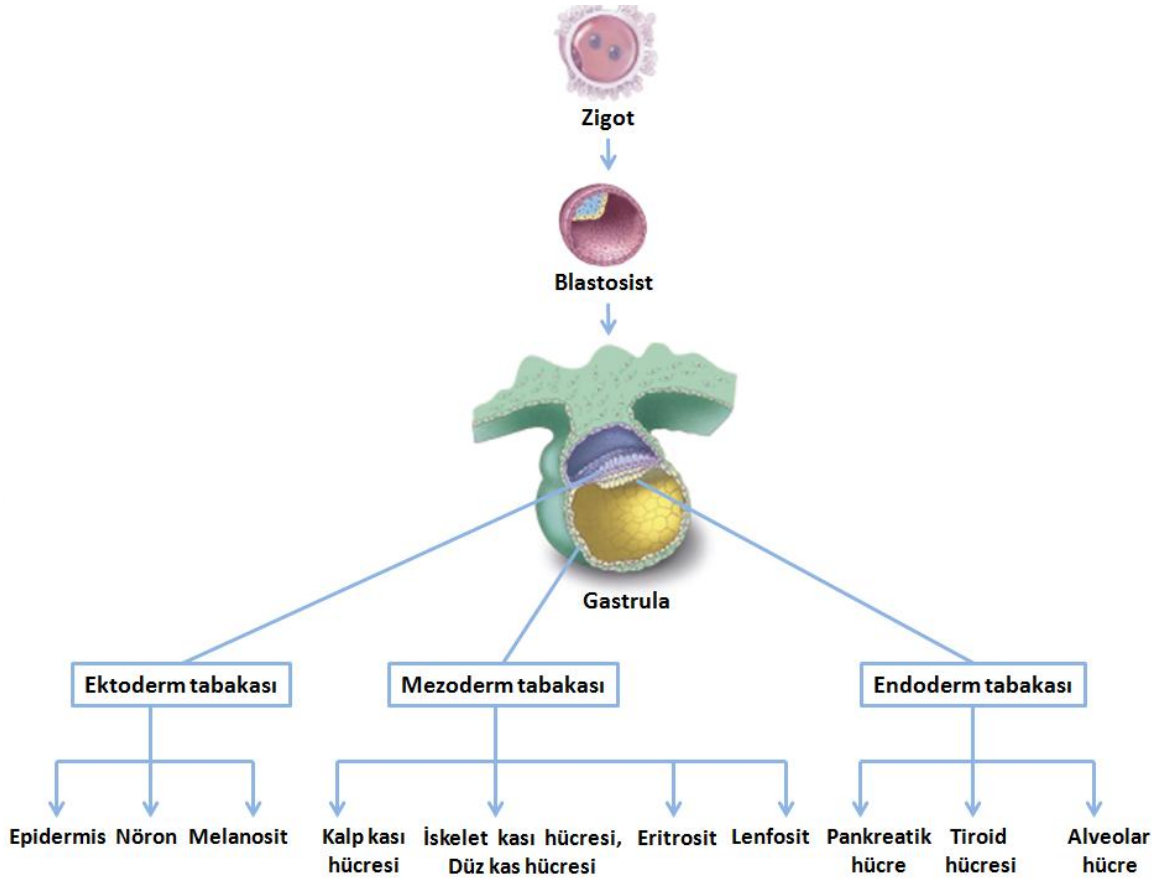 Zigot
Blastosist
Gastrula
Ektoderm tabakası
Mezoderm tabakası
Endoderm tabakası
Epidermis
Nöron
Melanosit
Kalp kası
hücresi
İskelet kası hücresi,
Düz kas hücresi
Eritrosit
Lenfosit
Pankreatik
hücre
Tiroid
hücresi
Alveolar
hücre